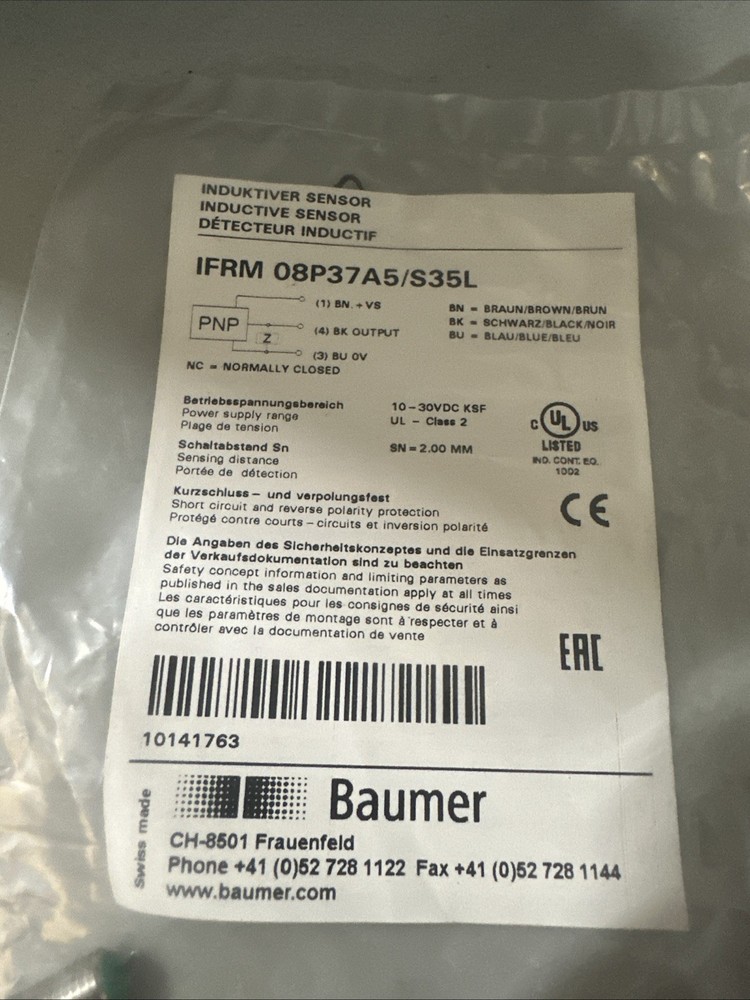 INDUKTIVER SENSOR
INDUCTIVE SENSOR
DÉTECTEUR INDUCTIF
IFRM 08P37A5/S35L
PNP
Z
(1) BN. + VS
(4) BK OUTPUT
(3) BU 0V
BN = BRAUN/BROWN/BRUN
BK = SCHWARZ/BLACK/NOIR
BU = BLAU/BLUE/BLEU
NC = NORMALLY CLOSED
Betriebsspannungsbereich
Power supply range
Plage de tension
10 – 30VDC KSF
UL – Class 2
Schaltabstand Sn
Sensing distance
Portée de détection
SN = 2.00 MM
C UL US
LISTED
IND. CONT. EQ.
1002
Kurzschluss – und verpolungsfest
Short circuit and reverse polarity protection
Protégé contre courts – circuits et inversion polarité
CE
Die Angaben des Sicherheitskonzeptes und die Einsatzgrenzen
der Verkaufsdokumentation sind zu beachten
Safety concept information and limiting parameters as
published in the sales documentation apply at all times
Les caractéristiques pour les consignes de sécurité ainsi
que les paramètres de montage sont à respecter et à
contrôler avec la documentation de vente
EAC
10141763
Swiss made
Baumer
CH-8501 Frauenfeld
Phone +41 (0)52 728 1122 Fax +41 (0)52 728 1144
www.baumer.com